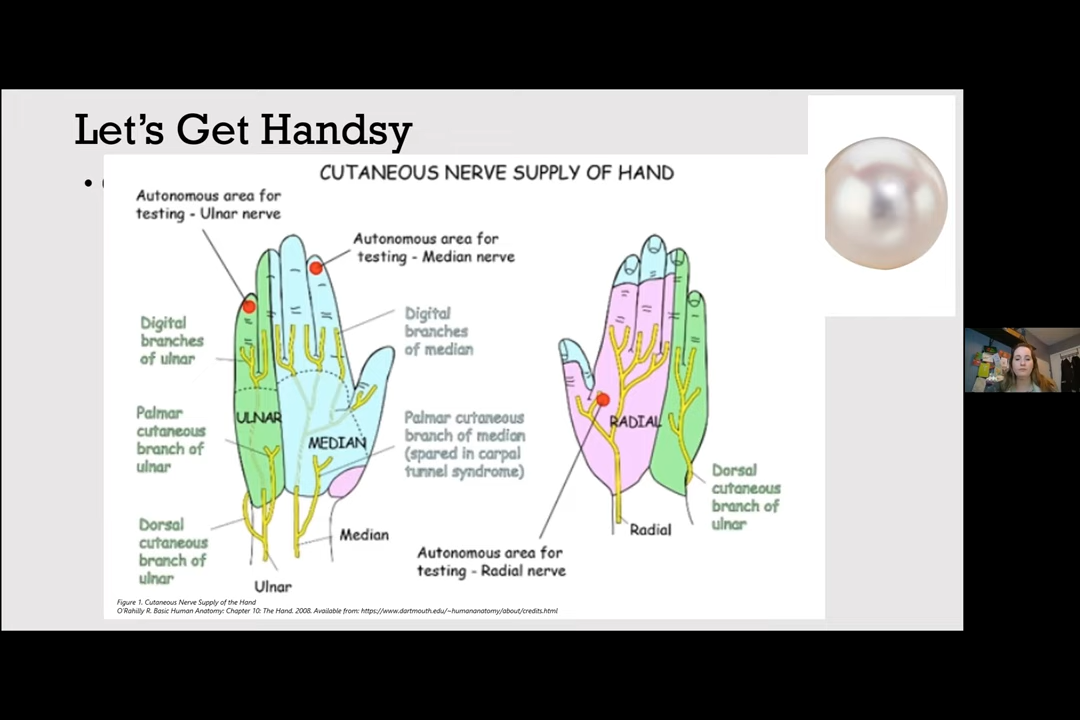 Let's Get Handsy
CUTANEOUS NERVE SUPPLY OF HAND
Autonomous area for
testing - Ulnar nerve
Autonomous area for
testing - Median nerve
Digital
branches
of ulnar
Digital
branches
of median
ULNAR
MEDIAN
RADIAL
Palmar
cutaneous
branch of
ulnar
Palmar cutaneous
branch of median
(spared in carpal
tunnel syndrome)
Dorsal
cutaneous
branch of
ulnar
Dorsal
cutaneous
branch of
ulnar
Median
Radial
Ulnar
Autonomous area for
testing - Radial nerve
Figure 1. Cutaneous Nerve Supply of the Hand
O'Rahilly R. Basic Human Anatomy: Chapter 10: The Hand. 2008. Available from: https://www.dartmouth.edu/~humananatomy/about/credits.html